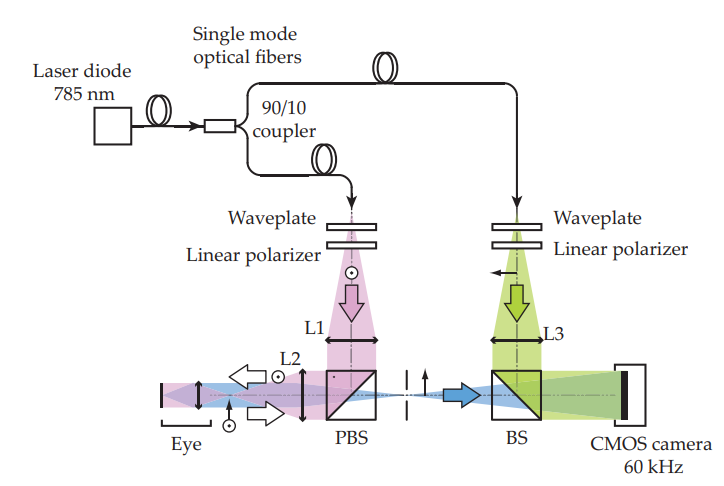 Single mode
optical fibers
Laser diode
785 nm
90/10
coupler
Waveplate
Linear polarizer
Waveplate
Linear polarizer
L1
L3
L2
Eye
PBS
BS
CMOS camera
60 kHz